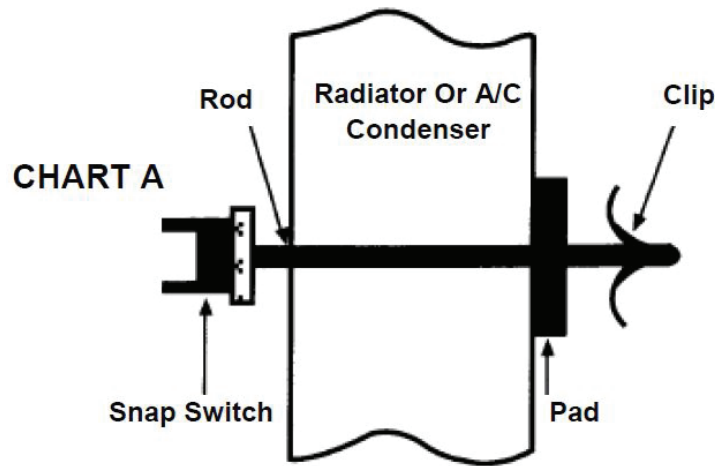 Rod
Radiator Or A/C
Condenser
Clip
CHART A
Snap Switch
Pad